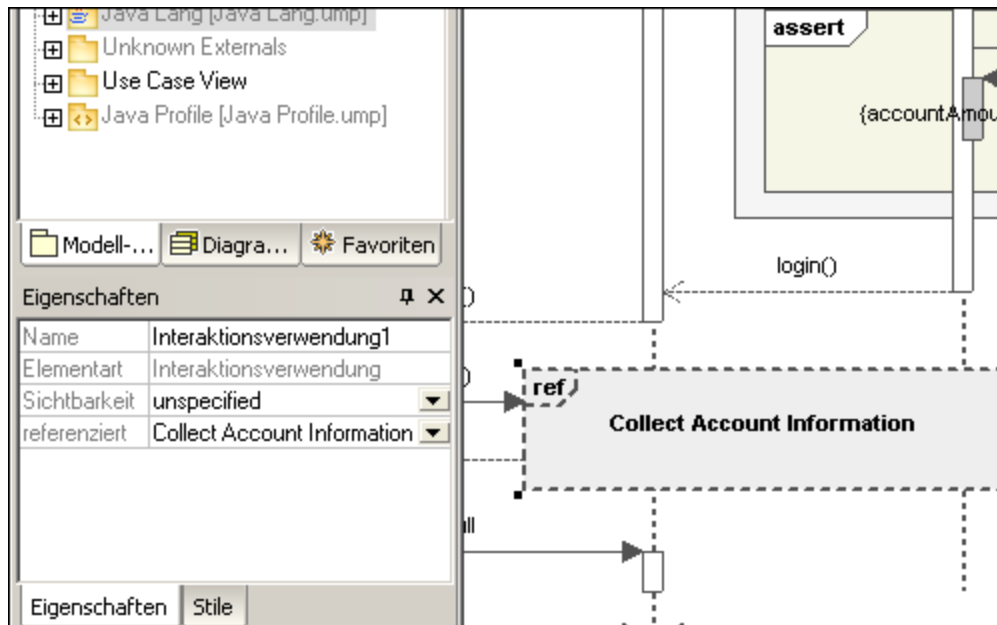 Java Lang [Java Lang.ump]
Unknown Externals
Use Case View
Java Profile [Java Profile.ump]
Modell-... Diagra... Favoriten
Eigenschaften
Name Interaktionsverwendung1
Elementart Interaktionsverwendung
Sichtbarkeit unspecified
referenziert Collect Account Information
Eigenschaften Stile
assert
{accountAmou
login()
)
)
ref
Collect Account Information
ll